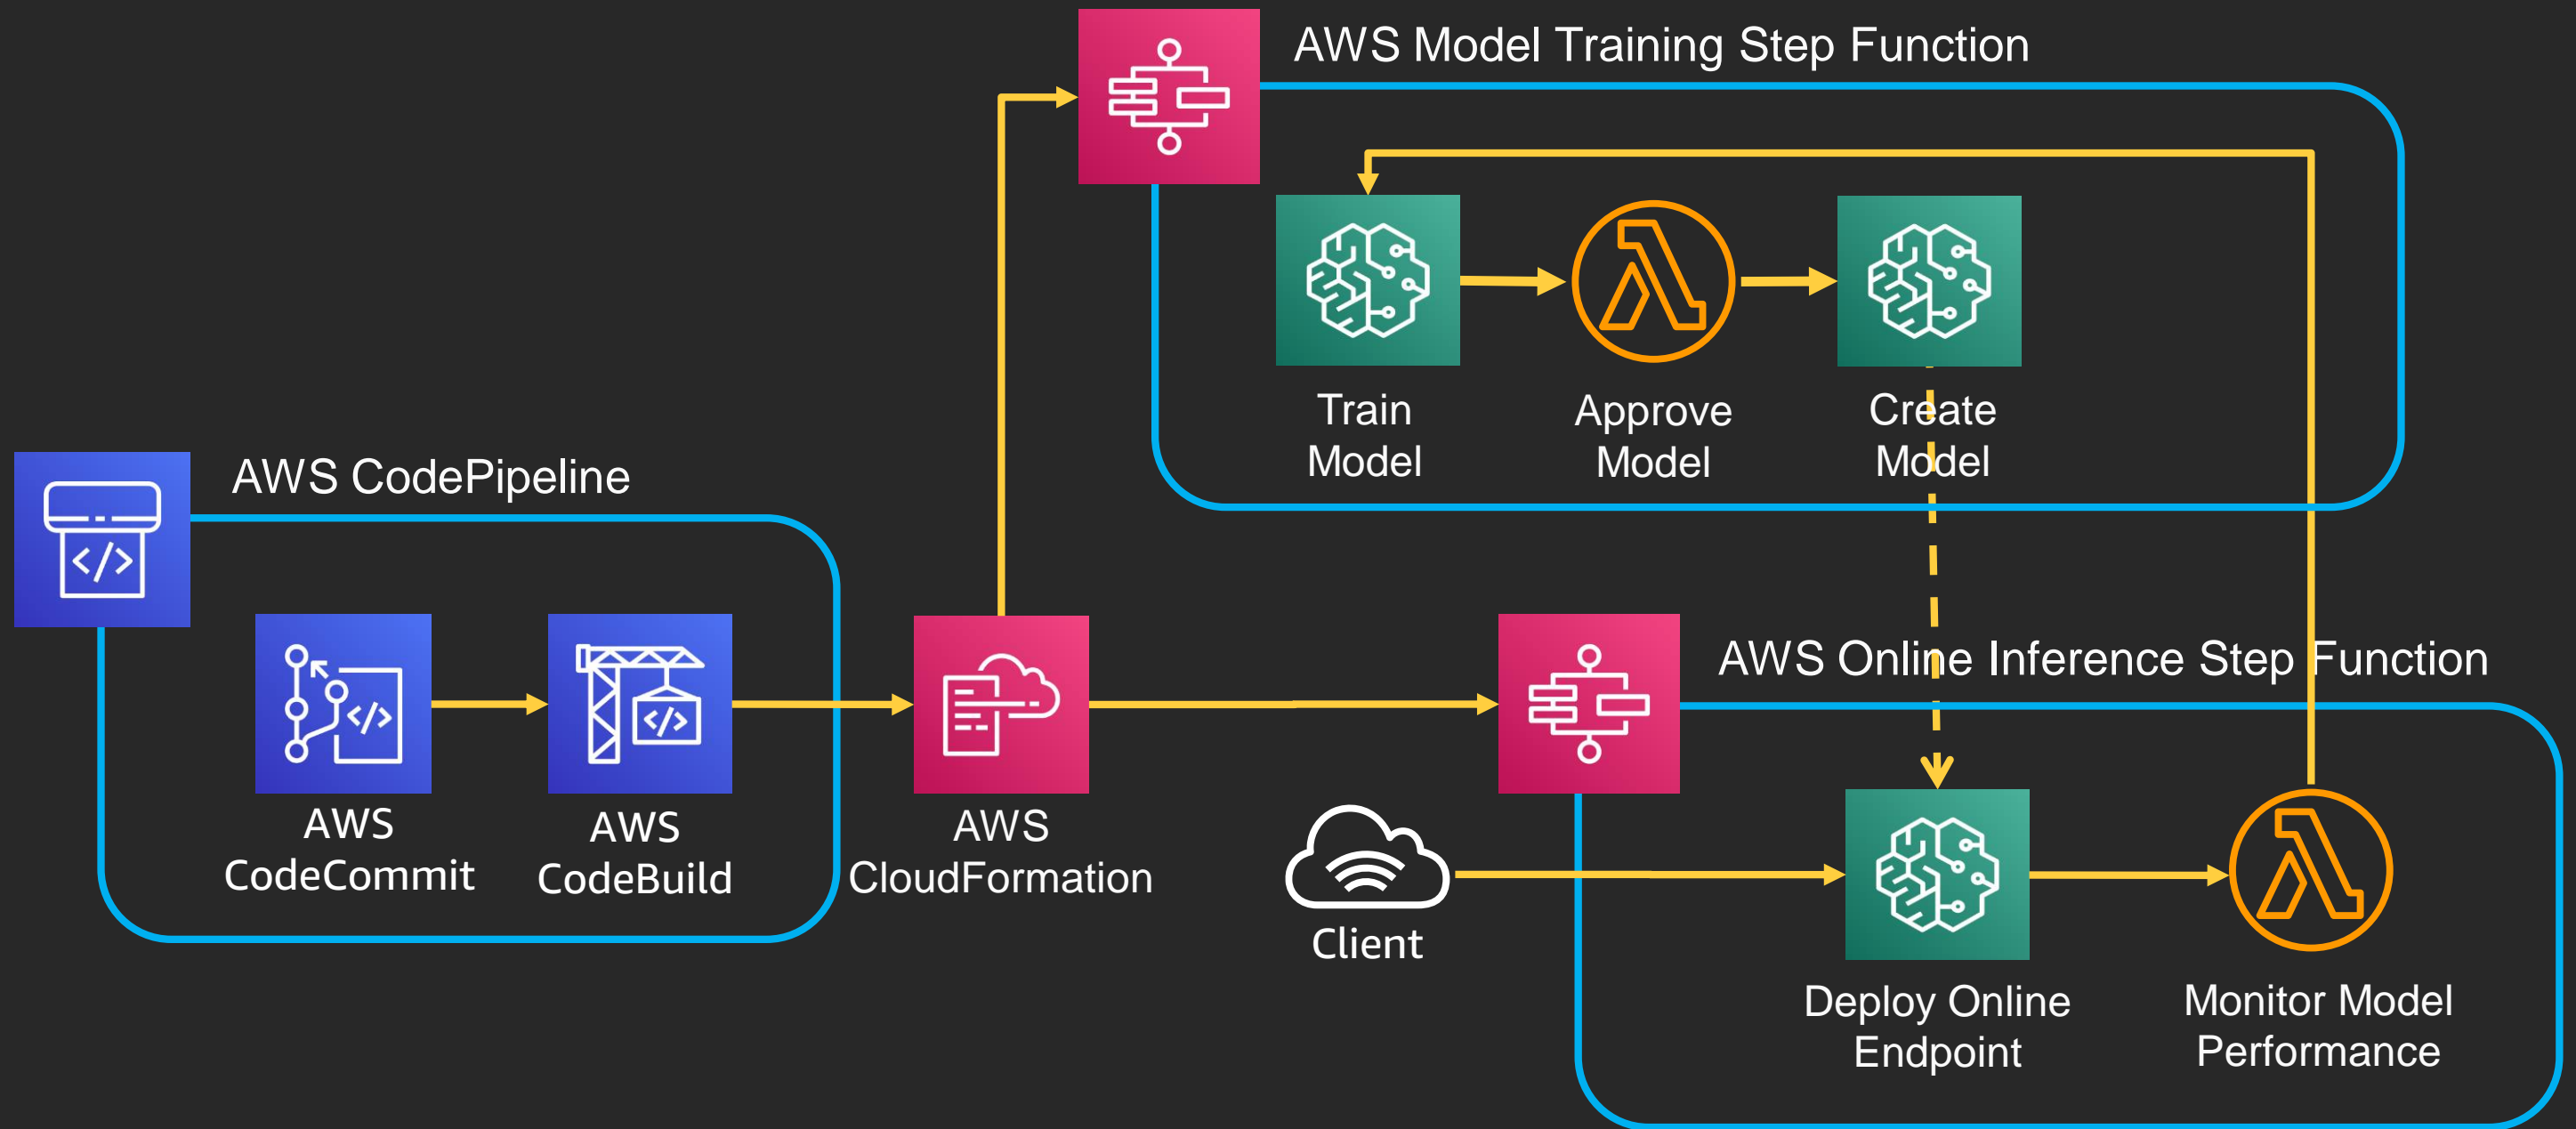 AWS Model Training Step Function
Train
Model
Approve
Model
Create
Model
AWS CodePipeline
AWS
CodeCommit
AWS
CodeBuild
AWS
CloudFormation
AWS Online Inference Step Function
Client
Deploy Online
Endpoint
Monitor Model
Performance